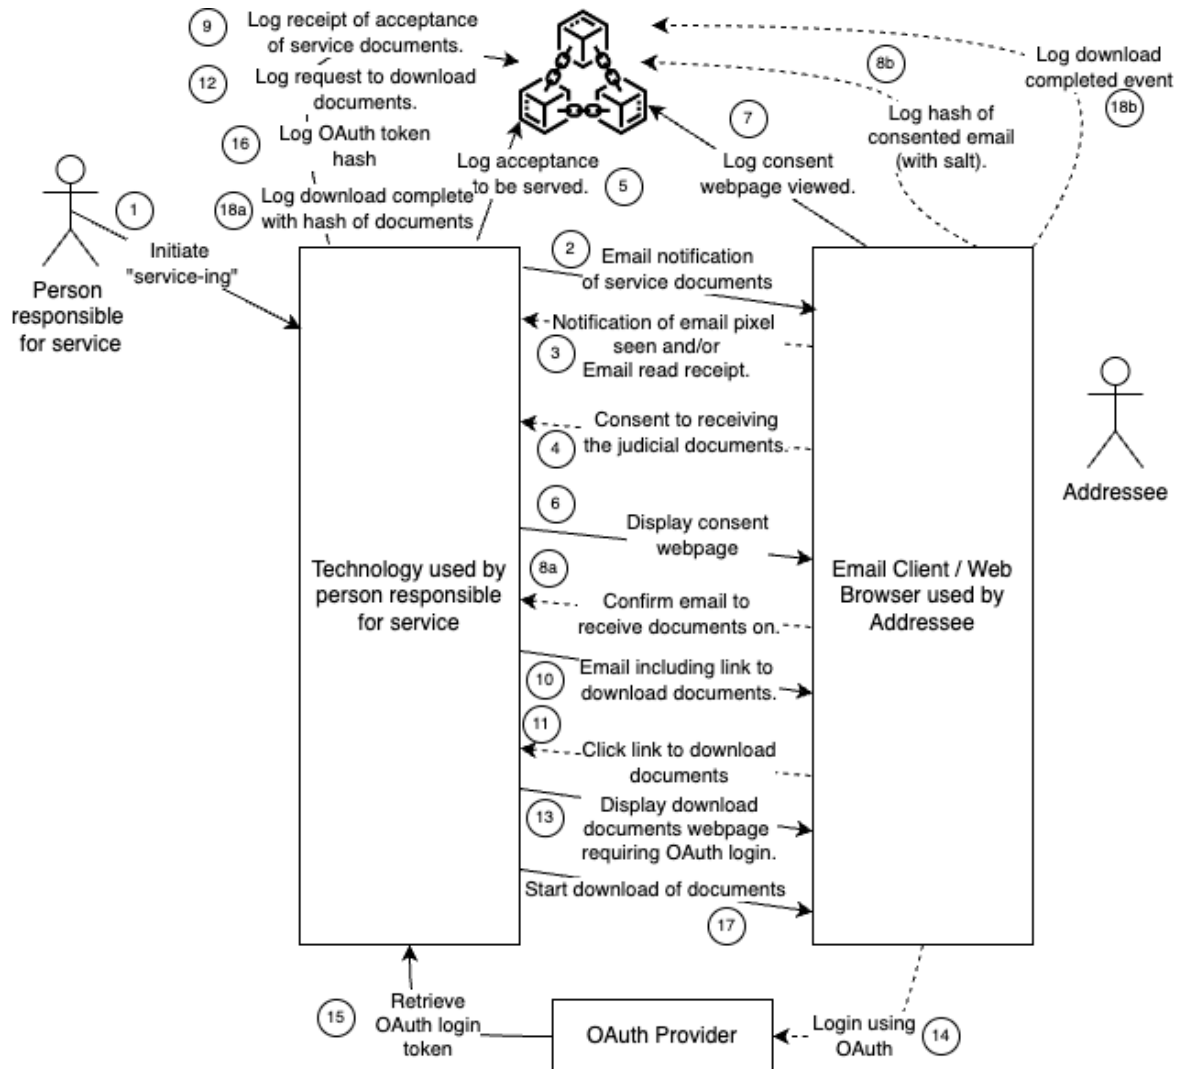 9
Log receipt of acceptance
of service documents.
12
Log request to download
documents.
16
Log OAuth token
hash
18a
Log download complete
with hash of documents
Log acceptance
to be served.
5
7
Log consent
webpage viewed.
8b
Log hash of
consented email
(with salt).
Log download
completed event
18b
1
Initiate
"service-ing"
Person
responsible
for service
2
Email notification
of service documents
Notification of email pixel
seen and/or
3
Email read receipt.
Consent to receiving
the judicial documents.
4
Addressee
6
Display consent
webpage
Technology used by
person responsible
for service
Email Client / Web
Browser used by
Addressee
8a
Confirm email to
receive documents on.
10
Email including link to
download documents.
11
Click link to download
documents
13
Display download
documents webpage
requiring OAuth login.
Start download of documents
17
15
Retrieve
OAuth login
token
OAuth Provider
Login using
OAuth
14